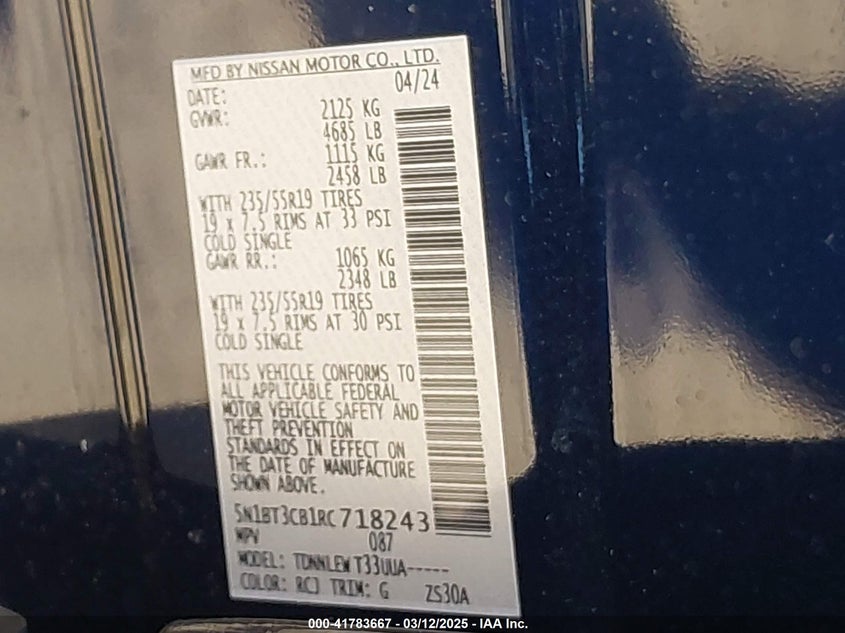 MFD BY NISSAN MOTOR CO., LTD.
DATE: 04/24
GVWR: 2125 KG
4685 LB
GAWR FR.: 1115 KG
2458 LB
WITH 235/55R19 TIRES
19 x 7.5 RIMS AT 33 PSI
COLD SINGLE
GAWR RR.: 1065 KG
2348 LB
WITH 235/55R19 TIRES
19 x 7.5 RIMS AT 30 PSI
COLD SINGLE
THIS VEHICLE CONFORMS TO
ALL APPLICABLE FEDERAL
MOTOR VEHICLE SAFETY AND
THEFT PREVENTION
STANDARDS IN EFFECT ON
THE DATE OF MANUFACTURE
SHOWN ABOVE.
5N1BT3CB1RC718243
MPV 087
MODEL: T33UUA-----
COLOR: RCJ TRIM: G ZS30A
000-41783667 - 03/12/2025 - IAA Inc.